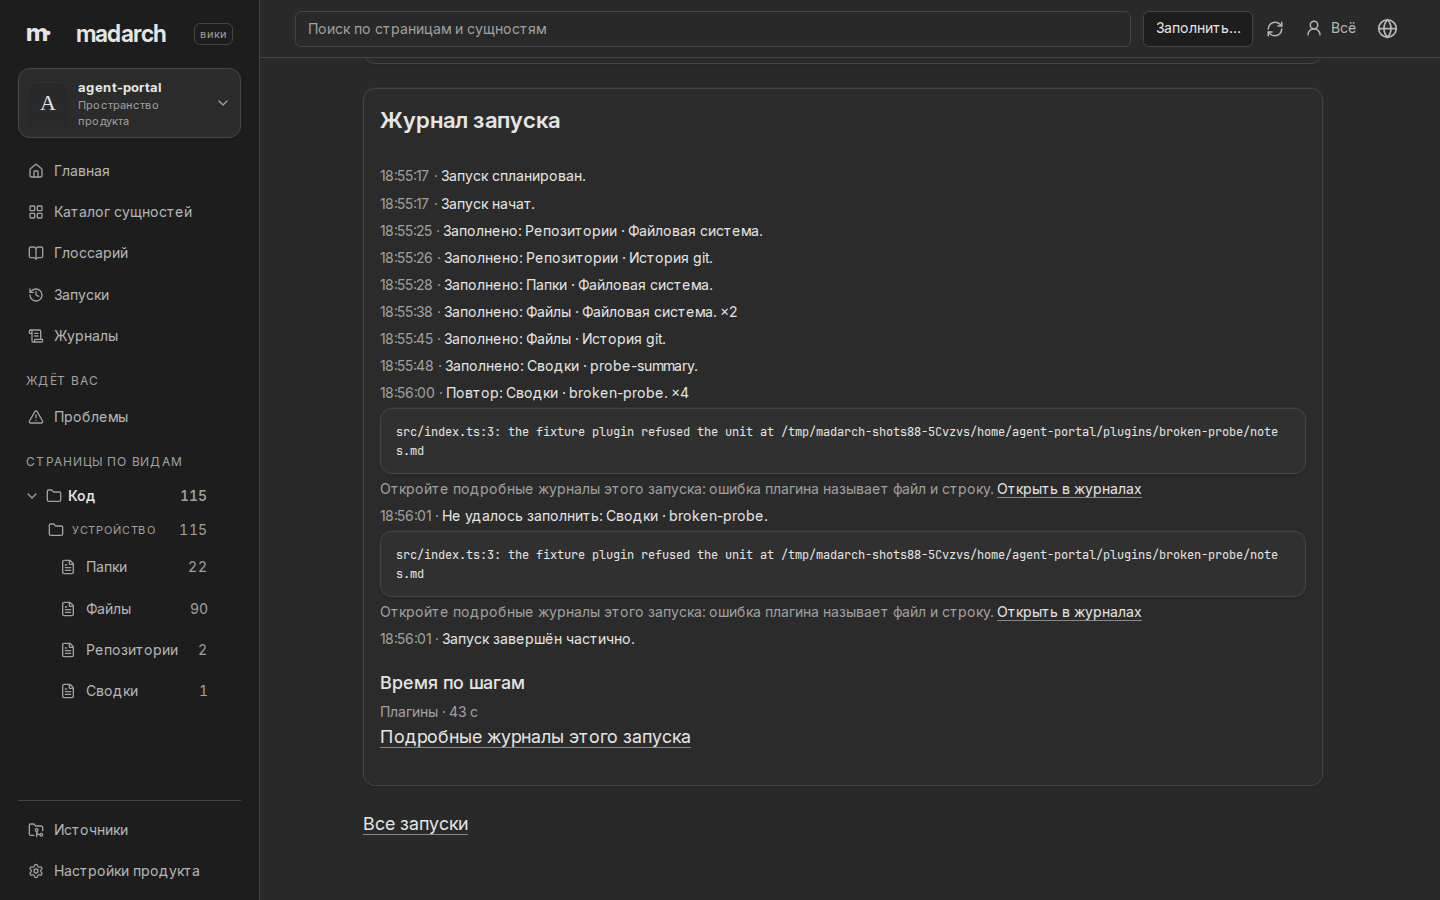 m· madarch вики
Поиск по страницам и сущностям
Заполнить...
Всё
A
agent-portal
Пространство
продукта
Главная
Каталог сущностей
Глоссарий
Запуски
Журналы
ЖДЁТ ВАС
Проблемы
СТРАНИЦЫ ПО ВИДАМ
Код 115
УСТРОЙСТВО 115
Папки 22
Файлы 90
Репозитории 2
Сводки 1
Источники
Настройки продукта
Журнал запуска
18:55:17 · Запуск спланирован.
18:55:17 · Запуск начат.
18:55:25 · Заполнено: Репозитории · Файловая система.
18:55:26 · Заполнено: Репозитории · История git.
18:55:28 · Заполнено: Папки · Файловая система.
18:55:38 · Заполнено: Файлы · Файловая система. ×2
18:55:45 · Заполнено: Файлы · История git.
18:55:48 · Заполнено: Сводки · probe-summary.
18:56:00 · Повтор: Сводки · broken-probe. ×4
src/index.ts:3: the fixture plugin refused the unit at /tmp/madarch-shots88-5Cvzvs/home/agent-portal/plugins/broken-probe/note
s.md
Откройте подробные журналы этого запуска: ошибка плагина называет файл и строку. Открыть в журналах
18:56:01 · Не удалось заполнить: Сводки · broken-probe.
src/index.ts:3: the fixture plugin refused the unit at /tmp/madarch-shots88-5Cvzvs/home/agent-portal/plugins/broken-probe/note
s.md
Откройте подробные журналы этого запуска: ошибка плагина называет файл и строку. Открыть в журналах
18:56:01 · Запуск завершён частично.
Время по шагам
Плагины · 43 с
Подробные журналы этого запуска
Все запуски